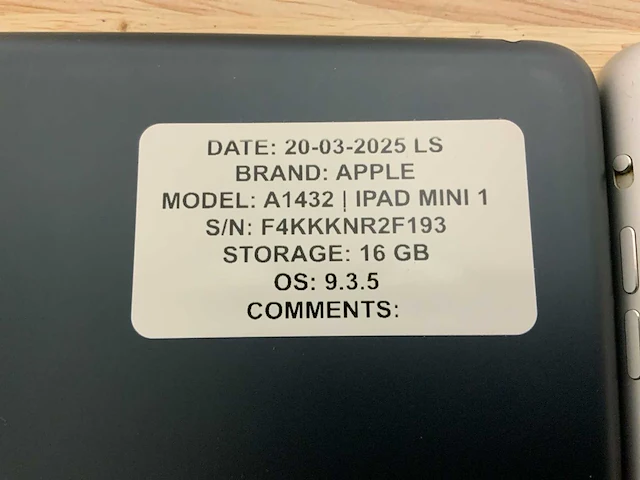 DATE: 20-03-2025 LS
BRAND: APPLE
MODEL: A1432 | IPAD MINI 1
S/N: F4KKKNR2F193
STORAGE: 16 GB
OS: 9.3.5
COMMENTS: